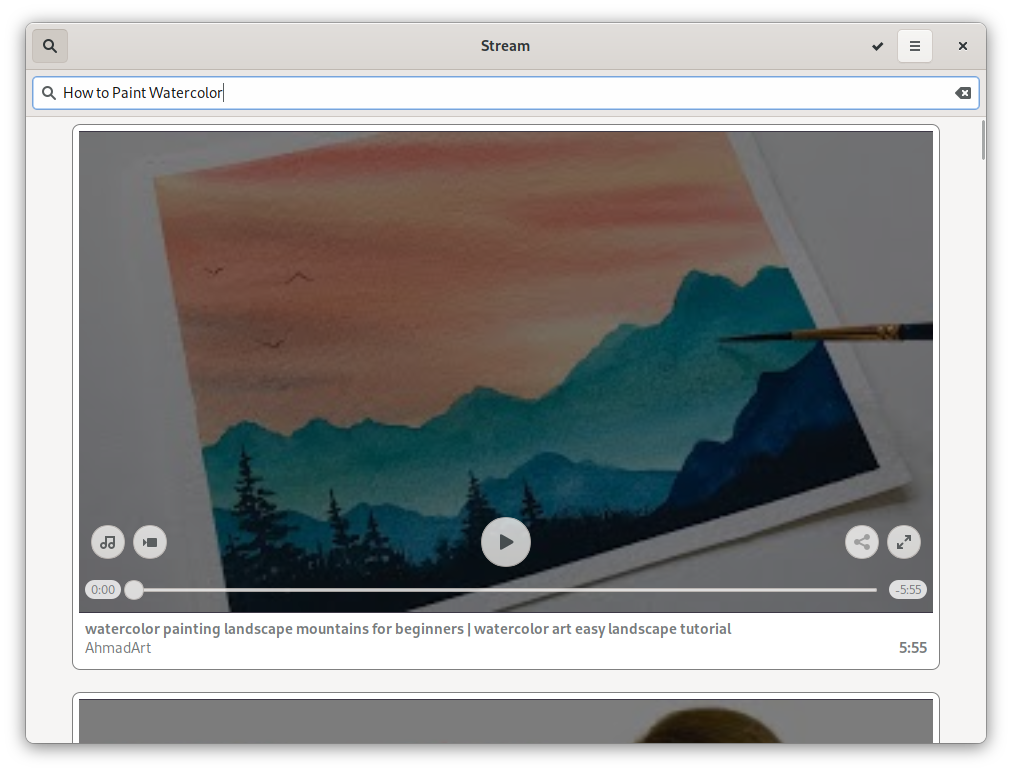 Stream
How to Paint Watercolor
0:00
-5:55
watercolor painting landscape mountains for beginners | watercolor art easy landscape tutorial
AhmadArt
5:55